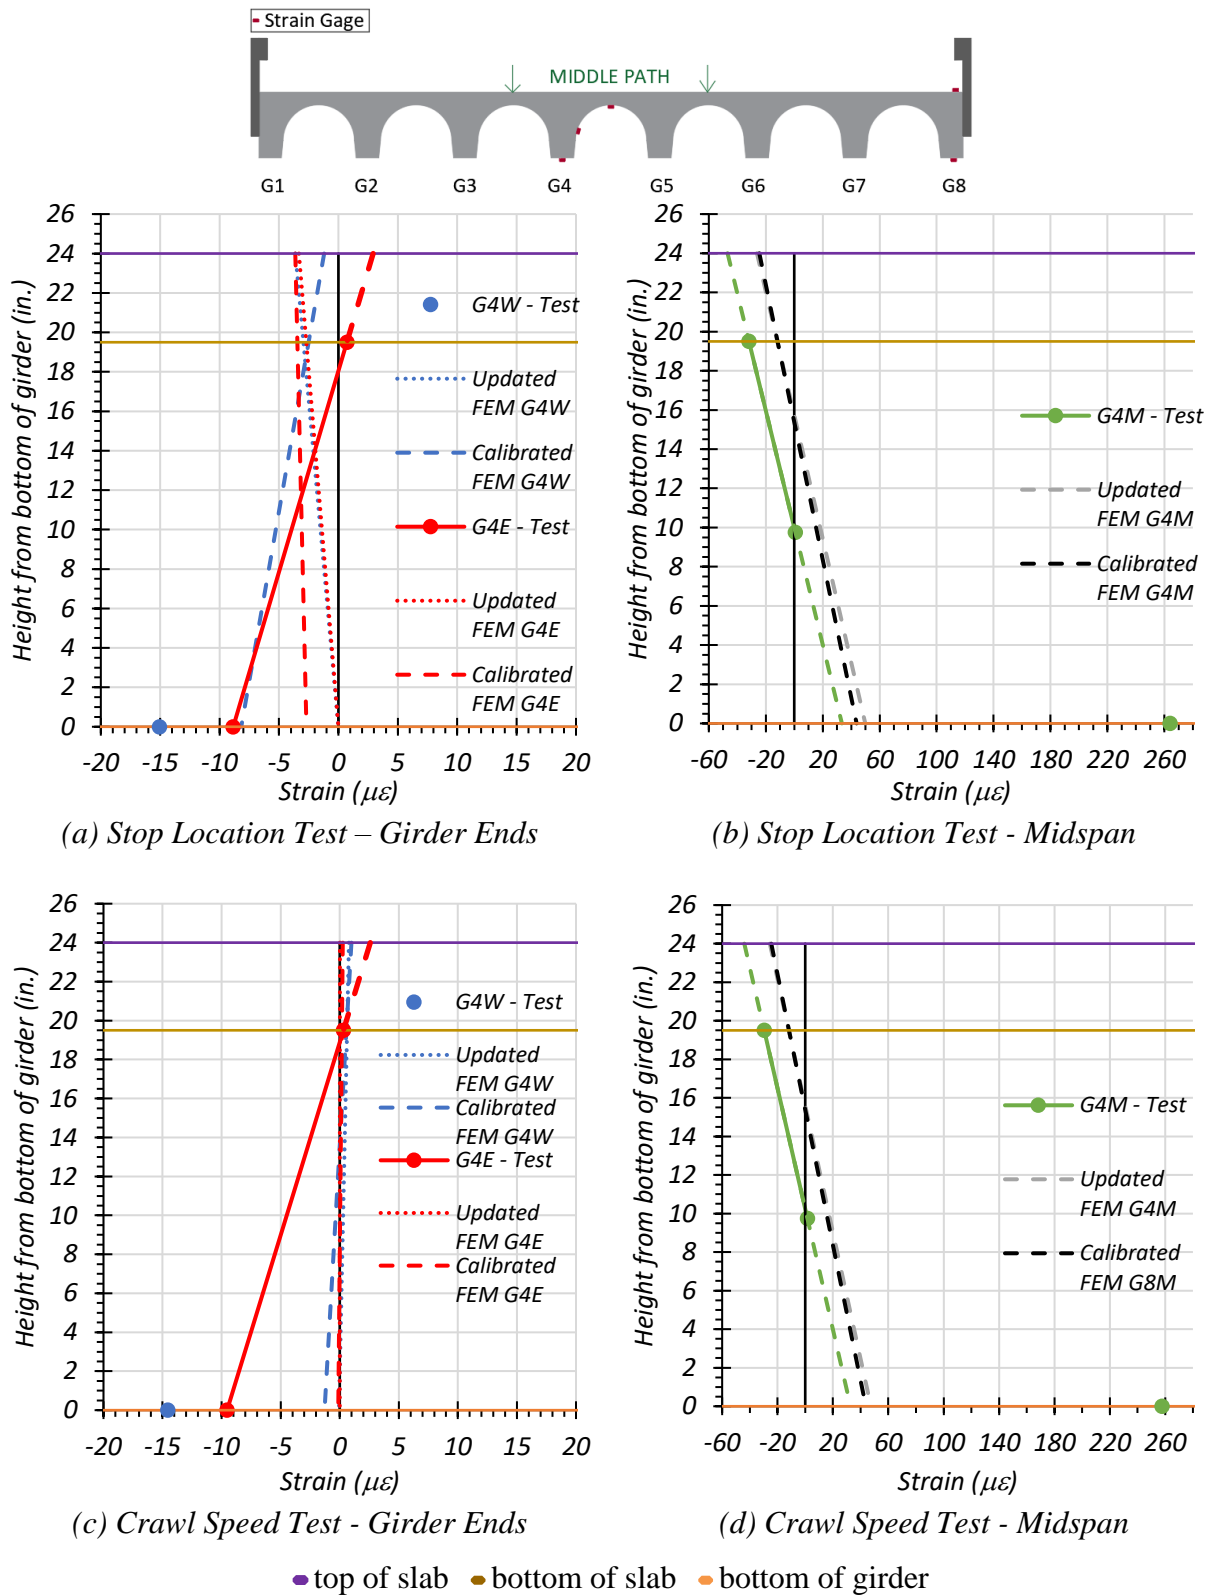 Strain Gage
MIDDLE PATH
G1 G2 G3 G4 G5 G6 G7 G8
Height from bottom of girder (in.)
26
24
22
20
18
16
14
12
10
8
6
4
2
0
-20 -15 -10 -5 0 5 10 15 20
Strain (με)
G4W - Test
Updated
FEM G4W
Calibrated
FEM G4W
G4E - Test
Updated
FEM G4E
Calibrated
FEM G4E
(a) Stop Location Test – Girder Ends
Height from bottom of girder (in.)
26
24
22
20
18
16
14
12
10
8
6
4
2
0
-60 -20 20 60 100 140 180 220 260
Strain (με)
G4M - Test
Updated
FEM G4M
Calibrated
FEM G4M
(b) Stop Location Test - Midspan
Height from bottom of girder (in.)
26
24
22
20
18
16
14
12
10
8
6
4
2
0
-20 -15 -10 -5 0 5 10 15 20
Strain (με)
G4W - Test
Updated
FEM G4W
Calibrated
FEM G4W
G4E - Test
Updated
FEM G4E
Calibrated
FEM G4E
(c) Crawl Speed Test - Girder Ends
Height from bottom of girder (in.)
26
24
22
20
18
16
14
12
10
8
6
4
2
0
-60 -20 20 60 100 140 180 220 260
Strain (με)
G4M - Test
Updated
FEM G4M
Calibrated
FEM G8M
(d) Crawl Speed Test - Midspan
top of slab bottom of slab bottom of girder